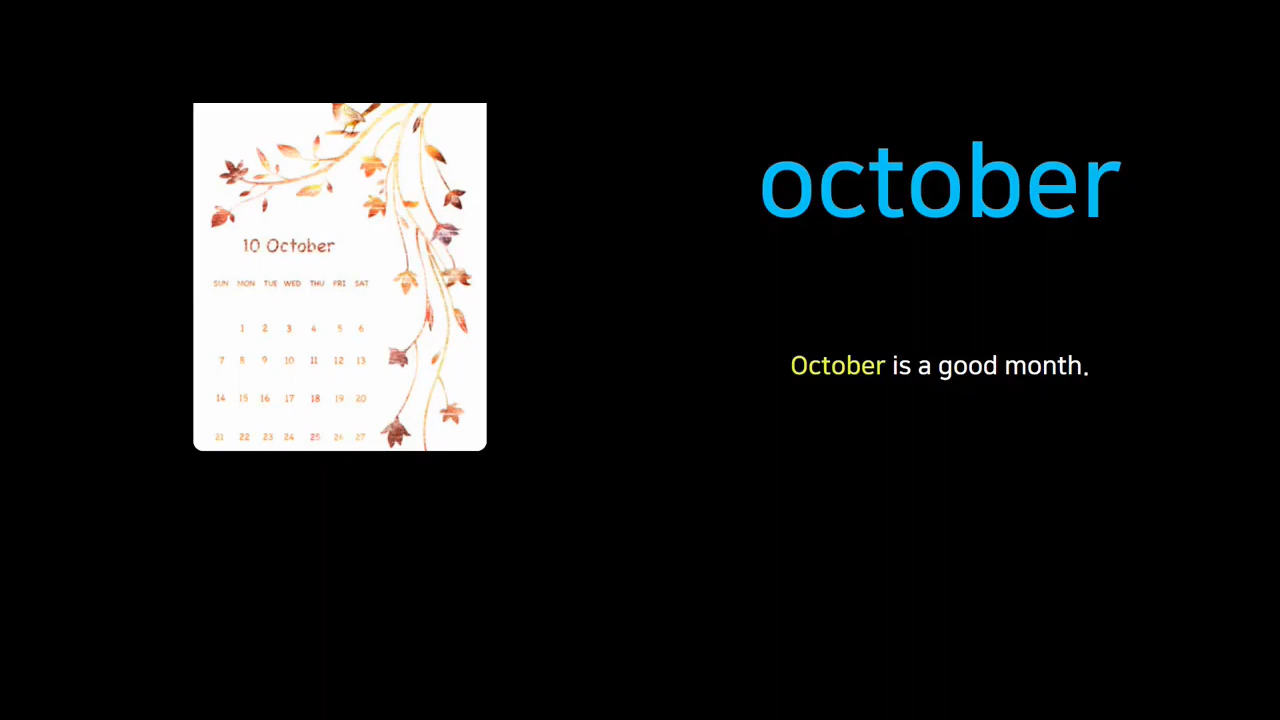 10 October
SUN MON TUE WED THU FRI SAT
1 2 3 4 5 6
7 8 9 10 11 12 13
14 15 16 17 18 19 20
21 22 23 24 25 26 27
october
October is a good month.